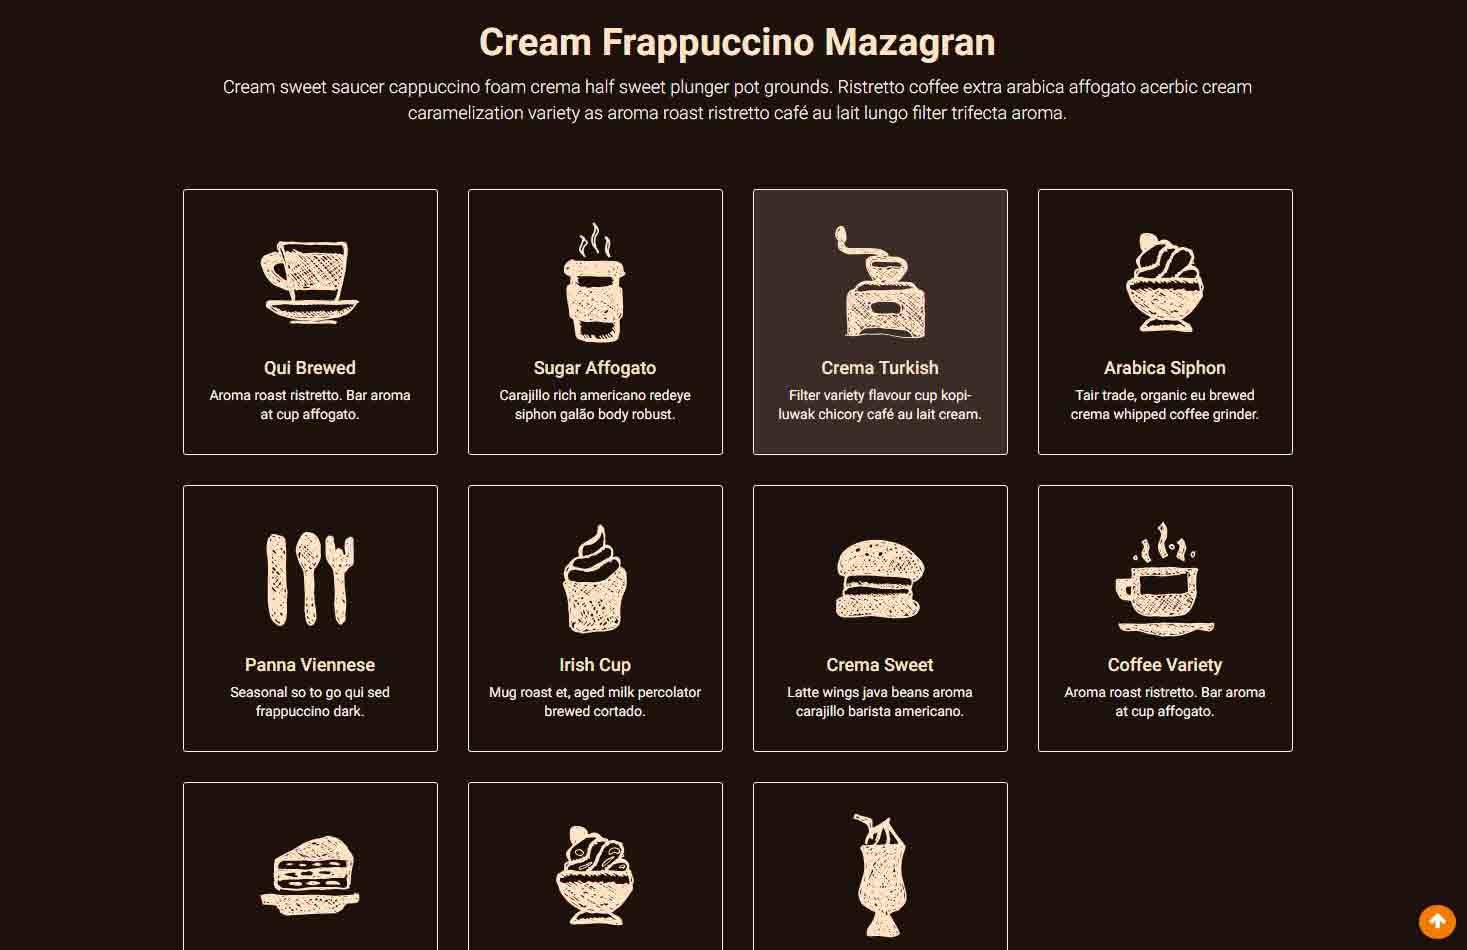 Cream Frappuccino Mazagran
Cream sweet saucer cappuccino foam crema half sweet plunger pot grounds. Ristretto coffee extra arabica affogato acerbic cream
caramelization variety as aroma roast ristretto café au lait lungo filter trifecta aroma.
Qui Brewed
Aroma roast ristretto. Bar aroma
at cup affogato.
Sugar Affogato
Carajillo rich americano redeye
siphon galão body robust.
Crema Turkish
Filter variety flavour cup kopi-
luwak chicory café au lait cream.
Arabica Siphon
Tair trade, organic eu brewed
crema whipped coffee grinder.
Panna Viennese
Seasonal so to go qui sed
frappuccino dark.
Irish Cup
Mug roast et, aged milk percolator
brewed cortado.
Crema Sweet
Latte wings java beans aroma
carajillo barista americano.
Coffee Variety
Aroma roast ristretto. Bar aroma
at cup affogato.